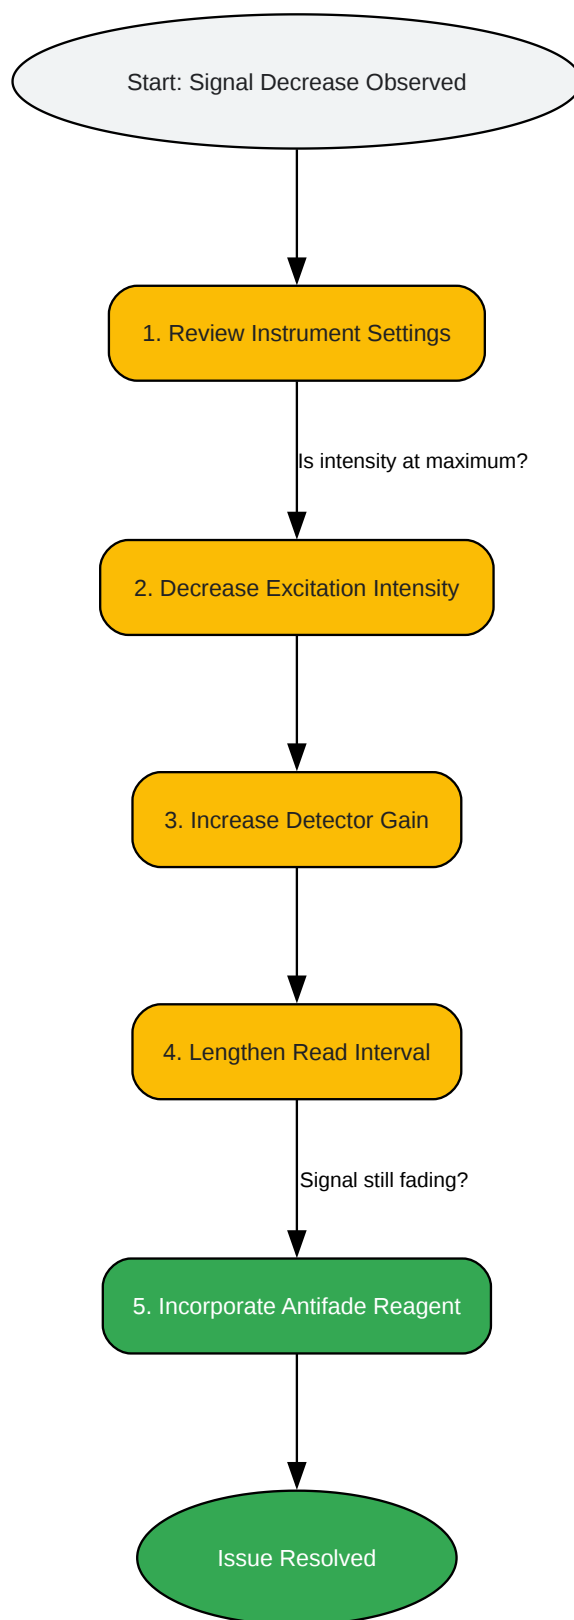 Start: Signal Decrease Observed
1. Review Instrument Settings
Is intensity at maximum?
2. Decrease Excitation Intensity
3. Increase Detector Gain
4. Lengthen Read Interval
Signal still fading?
5. Incorporate Antifade Reagent
Issue Resolved